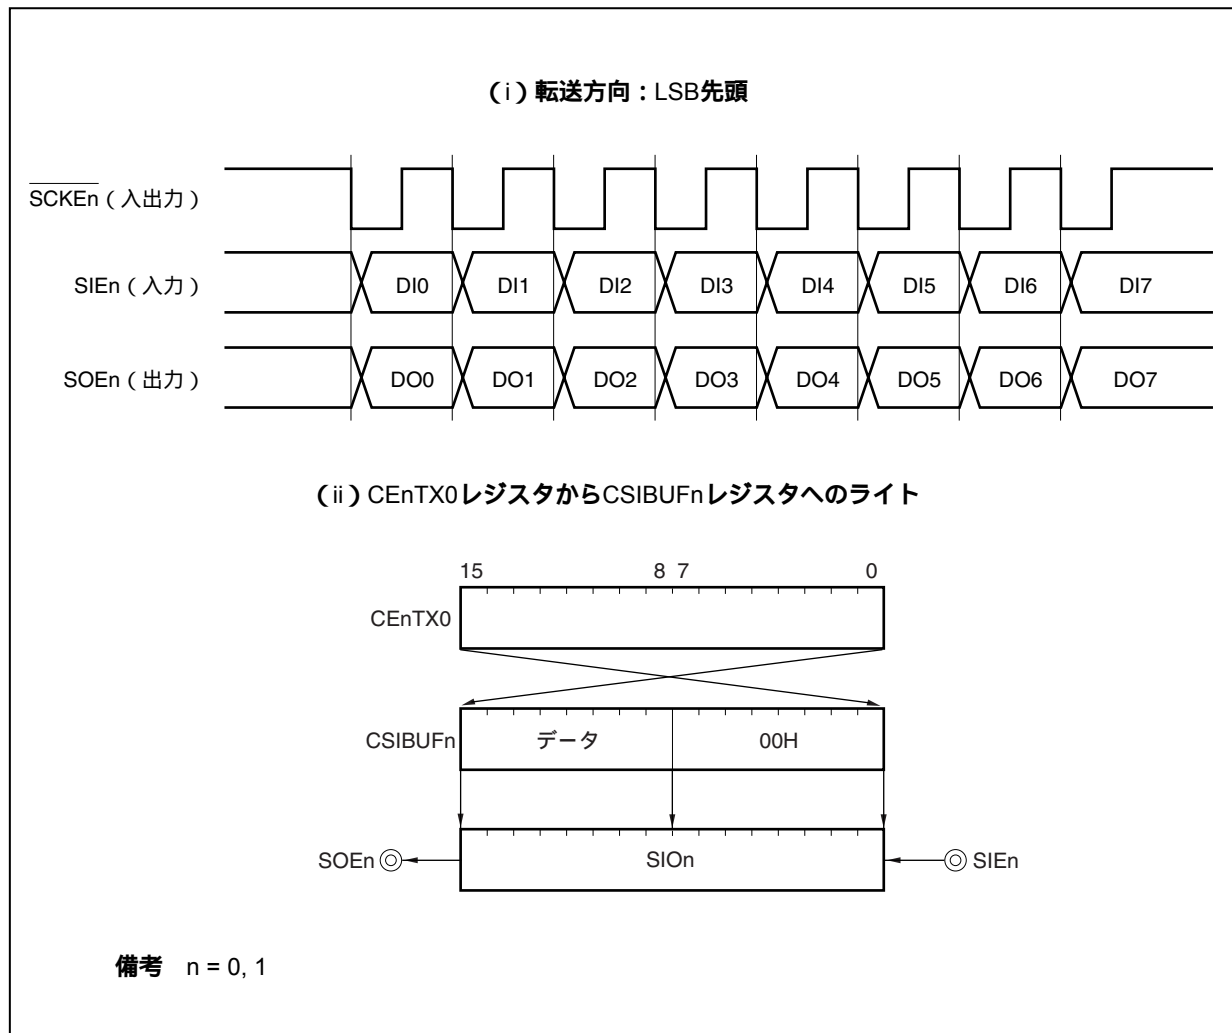 （i）転送方向：LSB先頭
SCKEn（入出力）
SIEn（入力） DI0 DI1 DI2 DI3 DI4 DI5 DI6 DI7
SOEn（出力） DO0 DO1 DO2 DO3 DO4 DO5 DO6 DO7
（ii）CEnTX0レジスタからCSIBUFnレジスタへのライト
15 8 7 0
CEnTX0
CSIBUFn データ 00H
SOEn SIOn SIEn
備考 n = 0, 1